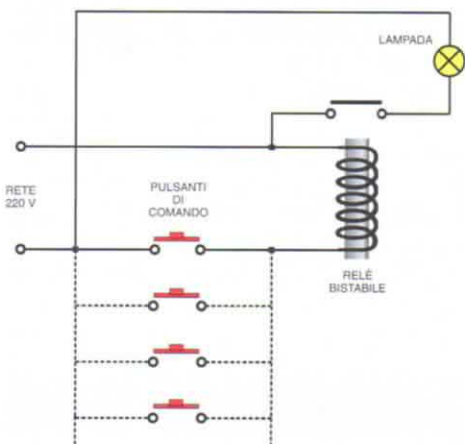 LAMPADA
RETE
220 V
PULSANTI
DI
COMANDO
RELÈ
BISTABILE